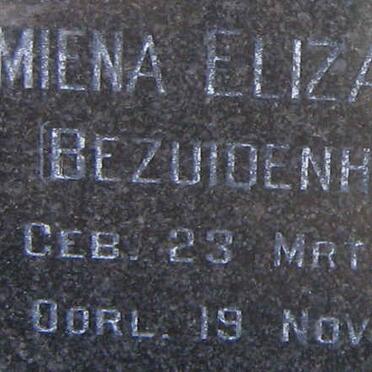 MIENA ELIZA
[BEZUIDENH
GEB. 23 MRT
OORL. 19 NOV